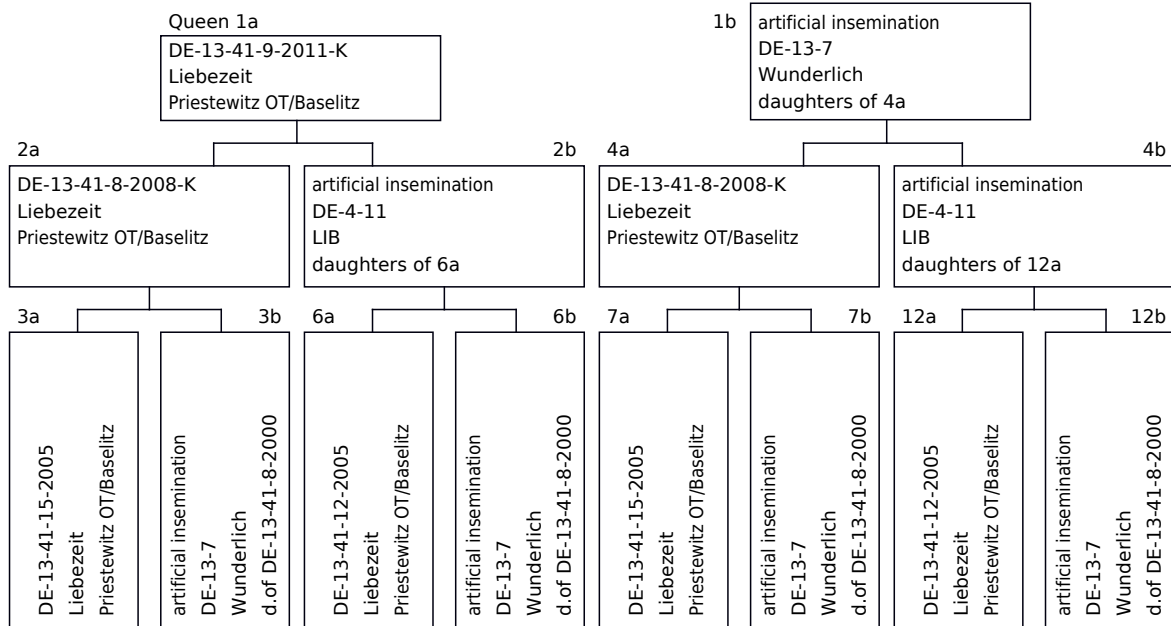 Queen 1a
DE-13-41-9-2011-K
Liebezeit
Priestewitz OT/Baselitz
1b
artificial insemination
DE-13-7
Wunderlich
daughters of 4a
2a
DE-13-41-8-2008-K
Liebezeit
Priestewitz OT/Baselitz
2b
artificial insemination
DE-4-11
LIB
daughters of 6a
4a
DE-13-41-8-2008-K
Liebezeit
Priestewitz OT/Baselitz
4b
artificial insemination
DE-4-11
LIB
daughters of 12a
3a
DE-13-41-15-2005
Liebezeit
Priestewitz OT/Baselitz
3b
artificial insemination
DE-13-7
Wunderlich
d.of DE-13-41-8-2000
6a
DE-13-41-12-2005
Liebezeit
Priestewitz OT/Baselitz
6b
artificial insemination
DE-13-7
Wunderlich
d.of DE-13-41-8-2000
7a
DE-13-41-15-2005
Liebezeit
Priestewitz OT/Baselitz
7b
artificial insemination
DE-13-7
Wunderlich
d.of DE-13-41-8-2000
12a
DE-13-41-12-2005
Liebezeit
Priestewitz OT/Baselitz
12b
artificial insemination
DE-13-7
Wunderlich
d.of DE-13-41-8-2000